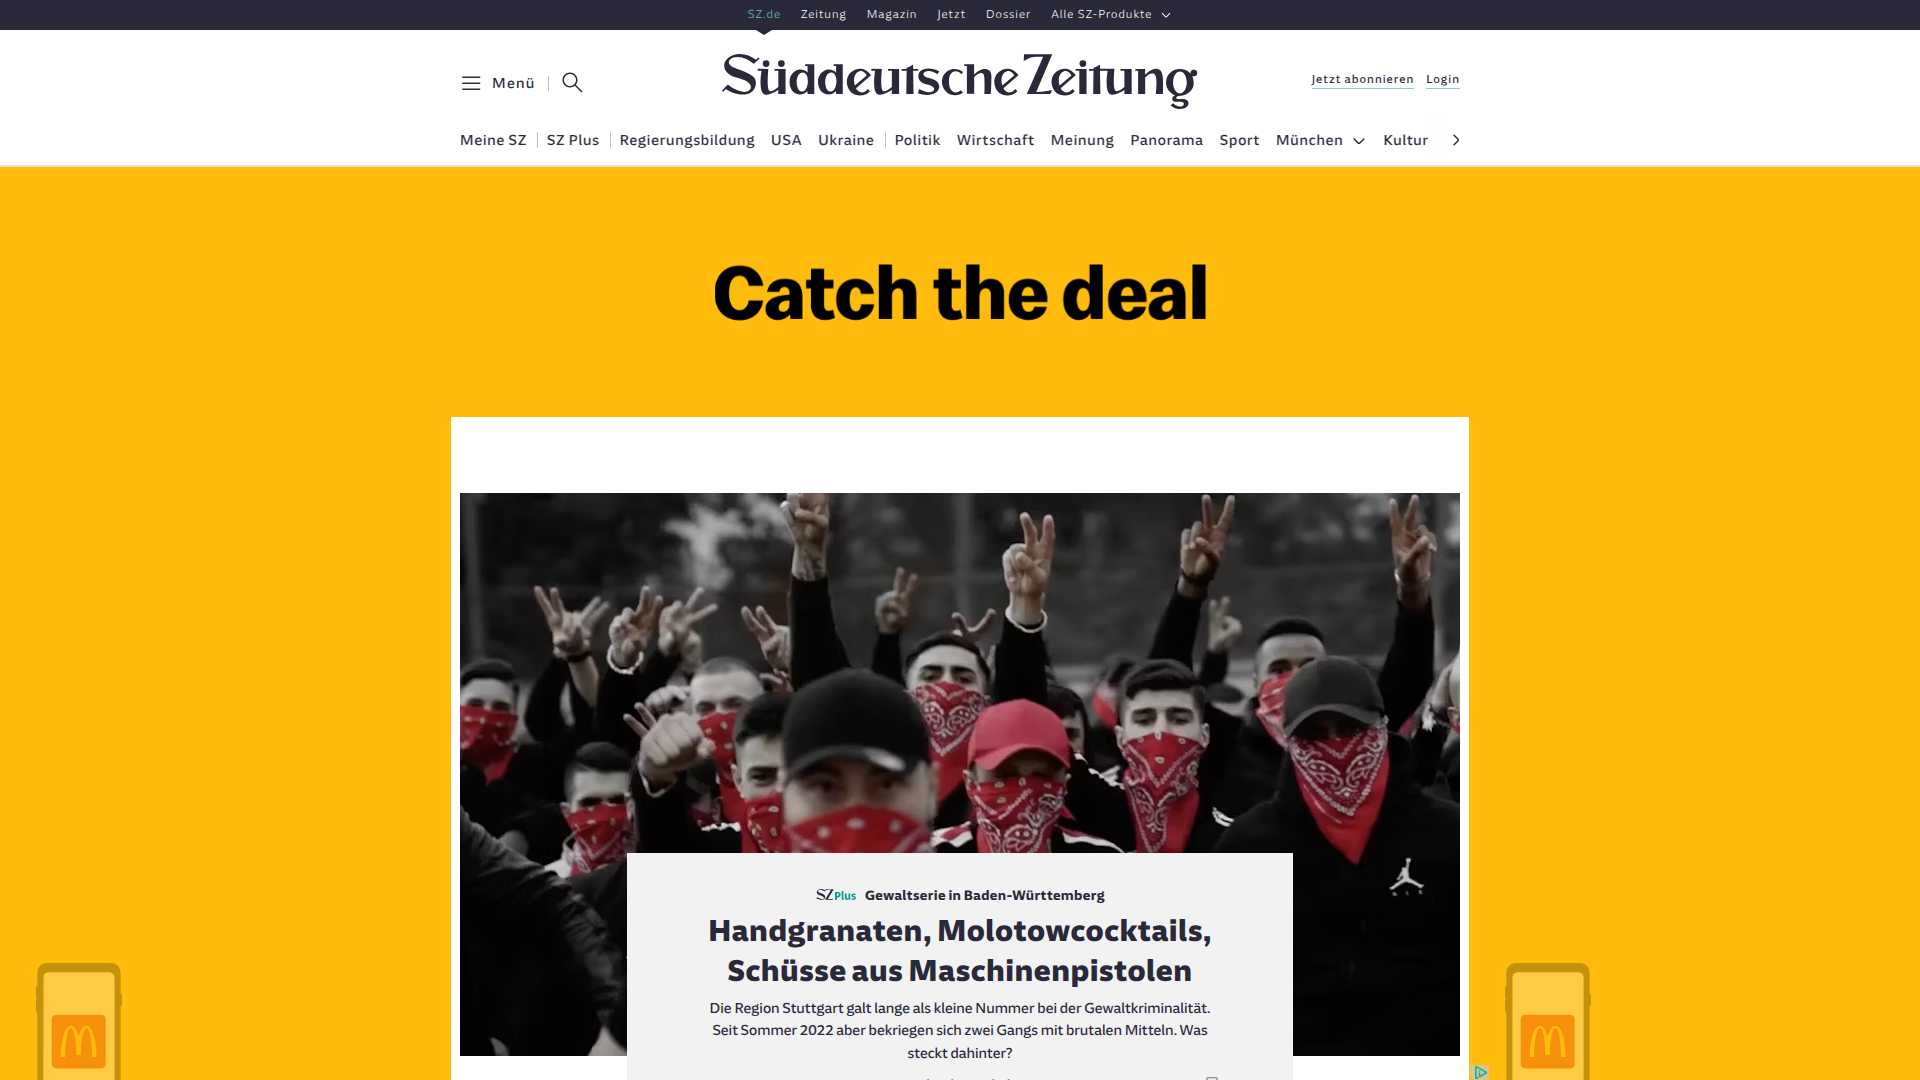 SZ.de Zeitung Magazin Jetzt Dossier Alle SZ-Produkte
Menü
Süddeutsche Zeitung
Jetzt abonnieren Login
Meine SZ SZ Plus Regierungsbildung USA Ukraine Politik Wirtschaft Meinung Panorama Sport München Kultur
Catch the deal
SZ Plus Gewaltserie in Baden-Württemberg
Handgranaten, Molotowcocktails,
Schüsse aus Maschinenpistolen
Die Region Stuttgart galt lange als kleine Nummer bei der Gewaltkriminalität.
Seit Sommer 2022 aber bekriegen sich zwei Gangs mit brutalen Mitteln. Was
steckt dahinter?